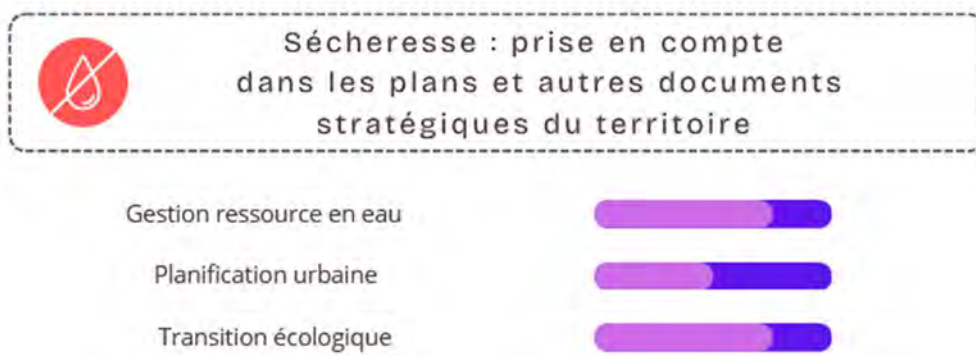 Sécheresse : prise en compte
dans les plans et autres documents
stratégiques du territoire
Gestion ressource en eau
Planification urbaine
Transition écologique